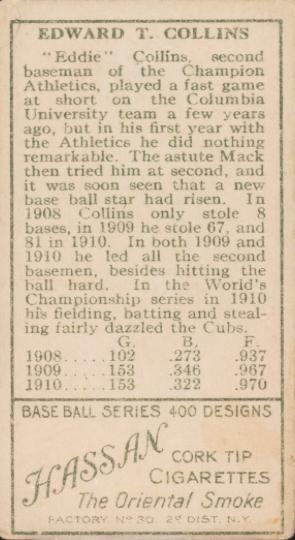 EDWARD T. COLLINS
"Eddie" Collins, second
baseman of the Champion
Athletics, played a fast game
at short on the Columbia
University team a few years
ago, but in his first year with
the Athletics he did nothing
remarkable. The astute Mack
then tried him at second, and
it was soon seen that a new
base ball star had risen. In
1908 Collins only stole 8
bases, in 1909 he stole 67, and
81 in 1910. In both 1909 and
1910 he led all the second
basemen, besides hitting the
ball hard. In the World's
Championship series in 1910
his fielding, batting and steal-
ing fairly dazzled the Cubs.
G. B. F.
1908.....102 .273 .937
1909.....153 .346 .967
1910.....153 .322 .970
BASE BALL SERIES 400 DESIGNS
HASSAN
CORK TIP
CIGARETTES
The Oriental Smoke
FACTORY No 30. 2d DIST. N.Y.